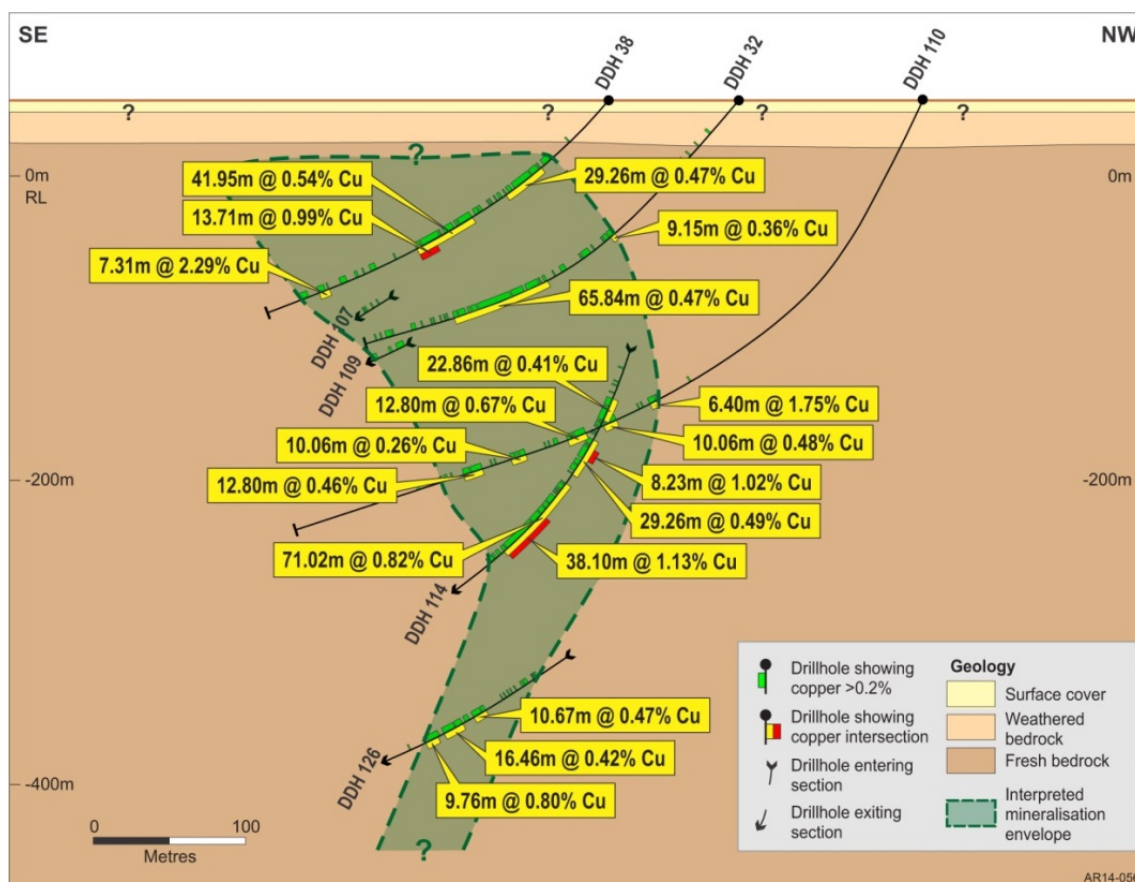 SE
NW
DDH 38
DDH 32
DDH 110
?
?
?
?
?
0m
RL
0m
41.95m @ 0.54% Cu
29.26m @ 0.47% Cu
13.71m @ 0.99% Cu
9.15m @ 0.36% Cu
7.31m @ 2.29% Cu
65.84m @ 0.47% Cu
DDH 107
DDH 109
22.86m @ 0.41% Cu
12.80m @ 0.67% Cu
6.40m @ 1.75% Cu
10.06m @ 0.26% Cu
10.06m @ 0.48% Cu
-200m
12.80m @ 0.46% Cu
8.23m @ 1.02% Cu
-200m
29.26m @ 0.49% Cu
71.02m @ 0.82% Cu
38.10m @ 1.13% Cu
DDH 114
10.67m @ 0.47% Cu
16.46m @ 0.42% Cu
DDH 126
9.76m @ 0.80% Cu
-400m
?
0
100
Metres
Drillhole showing
copper >0.2%
Drillhole showing
copper intersection
Drillhole entering
section
Drillhole exiting
section
Geology
Surface cover
Weathered
bedrock
Fresh bedrock
Interpreted
mineralisation
envelope